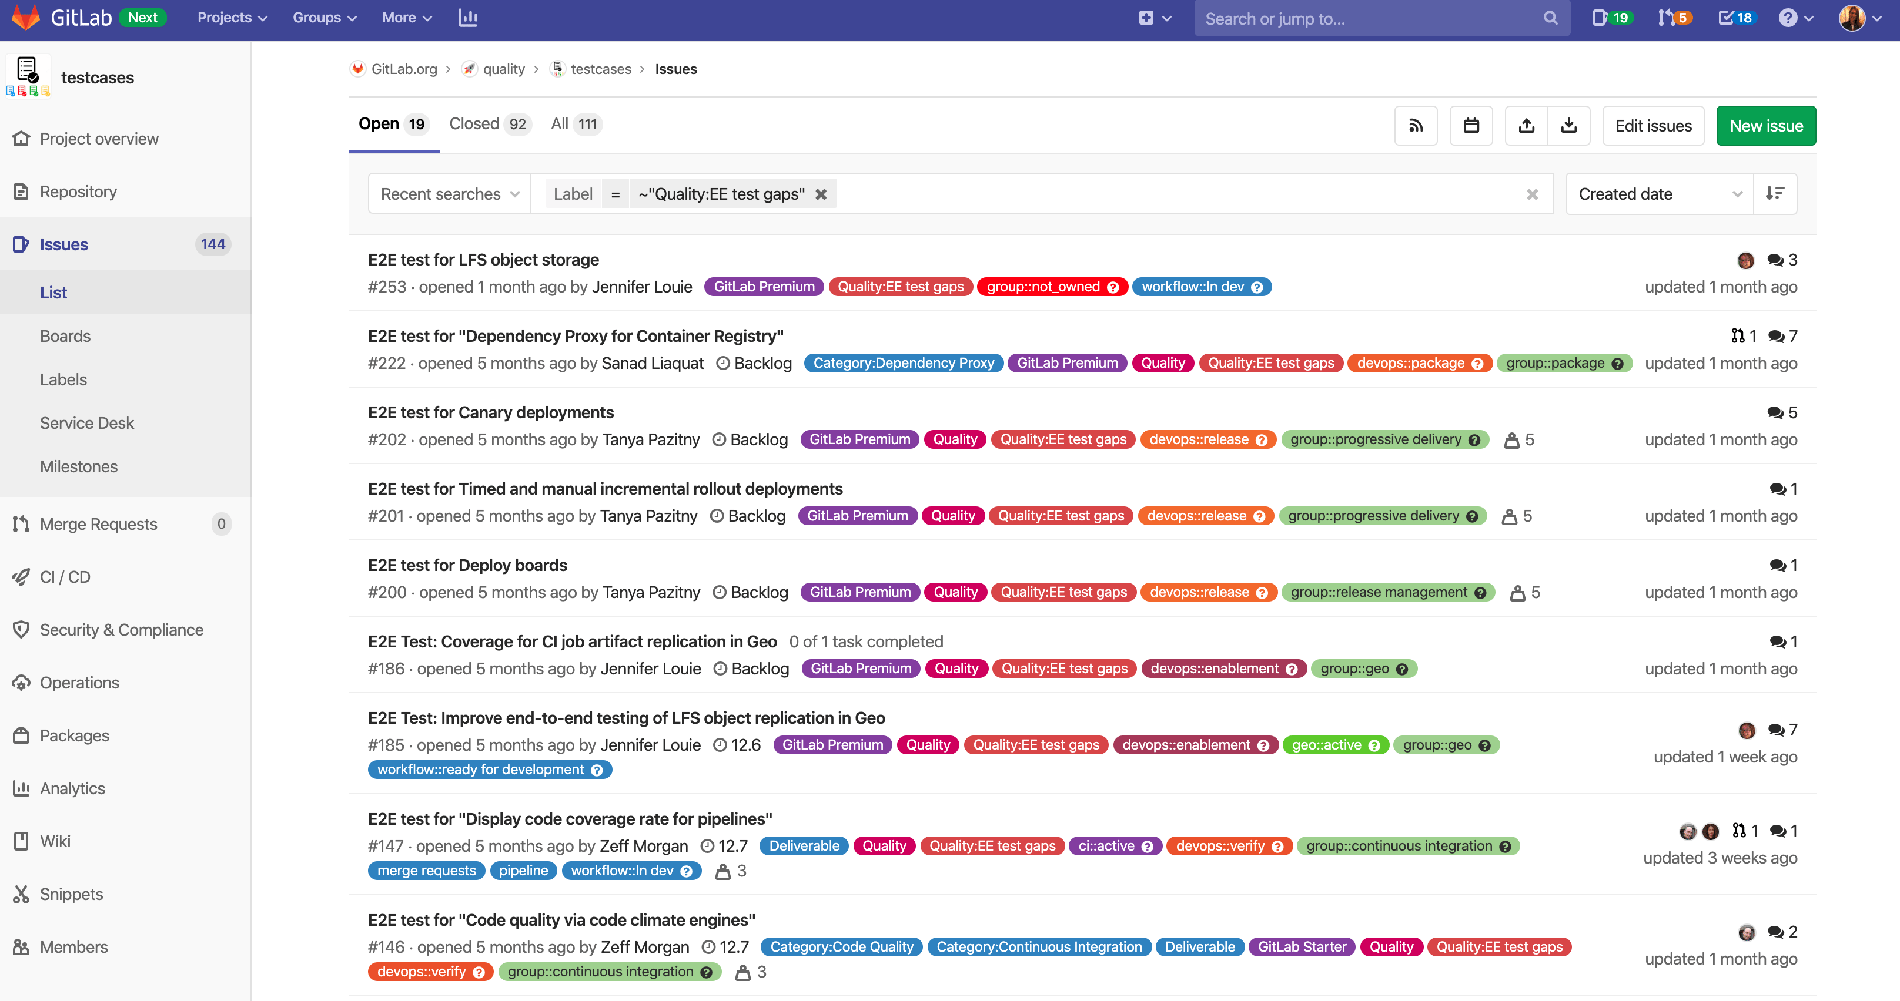 GitLab Next Projects Groups More Search or jump to... 19 5 18
testcases
Project overview
Repository
Issues 144
List
Boards
Labels
Service Desk
Milestones
Merge Requests 0
CI / CD
Security & Compliance
Operations
Packages
Analytics
Wiki
Snippets
Members
GitLab.org › quality › testcases › Issues
Open 19 Closed 92 All 111 Edit issues New issue
Recent searches Label = ~"Quality:EE test gaps" Created date
E2E test for LFS object storage 3
#253 · opened 1 month ago by Jennifer Louie GitLab Premium Quality:EE test gaps group::not_owned workflow::In dev updated 1 month ago
E2E test for "Dependency Proxy for Container Registry" 1 7
#222 · opened 5 months ago by Sanad Liaquat Backlog Category:Dependency Proxy GitLab Premium Quality Quality:EE test gaps devops::package group::package updated 1 month ago
E2E test for Canary deployments 5
#202 · opened 5 months ago by Tanya Pazitny Backlog GitLab Premium Quality Quality:EE test gaps devops::release group::progressive delivery 5 updated 1 month ago
E2E test for Timed and manual incremental rollout deployments 1
#201 · opened 5 months ago by Tanya Pazitny Backlog GitLab Premium Quality Quality:EE test gaps devops::release group::progressive delivery 5 updated 1 month ago
E2E test for Deploy boards 1
#200 · opened 5 months ago by Tanya Pazitny Backlog GitLab Premium Quality Quality:EE test gaps devops::release group::release management 5 updated 1 month ago
E2E Test: Coverage for CI job artifact replication in Geo 0 of 1 task completed 1
#186 · opened 5 months ago by Jennifer Louie Backlog GitLab Premium Quality Quality:EE test gaps devops::enablement group::geo updated 1 month ago
E2E Test: Improve end-to-end testing of LFS object replication in Geo 7
#185 · opened 5 months ago by Jennifer Louie 12.6 GitLab Premium Quality Quality:EE test gaps devops::enablement geo::active group::geo updated 1 week ago
workflow::ready for development
E2E test for "Display code coverage rate for pipelines" 1 1
#147 · opened 5 months ago by Zeff Morgan 12.7 Deliverable Quality Quality:EE test gaps ci::active devops::verify group::continuous integration updated 3 weeks ago
merge requests pipeline workflow::In dev 3
E2E test for "Code quality via code climate engines" 2
#146 · opened 5 months ago by Zeff Morgan 12.7 Category:Code Quality Category:Continuous Integration Deliverable GitLab Starter Quality Quality:EE test gaps updated 1 month ago
devops::verify group::continuous integration 3